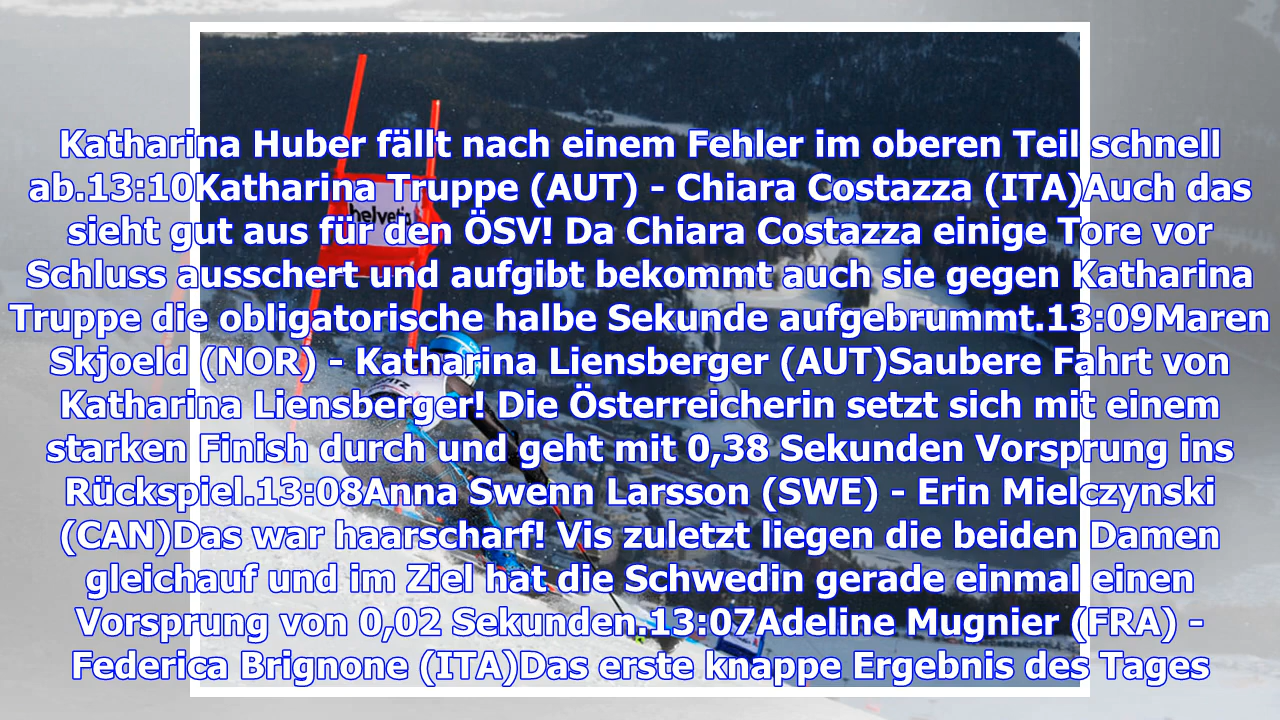 Katharina Huber fällt nach einem Fehler im oberen Teil schnell
ab.13:10Katharina Truppe (AUT) - Chiara Costazza (ITA)Auch das
sieht gut aus für den ÖSV! Da Chiara Costazza einige Tore vor
Schluss ausschert und aufgibt bekommt auch sie gegen Katharina
Truppe die obligatorische halbe Sekunde aufgebrummt.13:09Maren
Skjoeld (NOR) - Katharina Liensberger (AUT)Saubere Fahrt von
Katharina Liensberger! Die Österreicherin setzt sich mit einem
starken Finish durch und geht mit 0,38 Sekunden Vorsprung ins
Rückspiel.13:08Anna Swenn Larsson (SWE) - Erin Mielczynski
(CAN)Das war haarscharf! Vis zuletzt liegen die beiden Damen
gleichauf und im Ziel hat die Schwedin gerade einmal einen
Vorsprung von 0,02 Sekunden.13:07Adeline Mugnier (FRA) -
Federica Brignone (ITA)Das erste knappe Ergebnis des Tages
helvetia